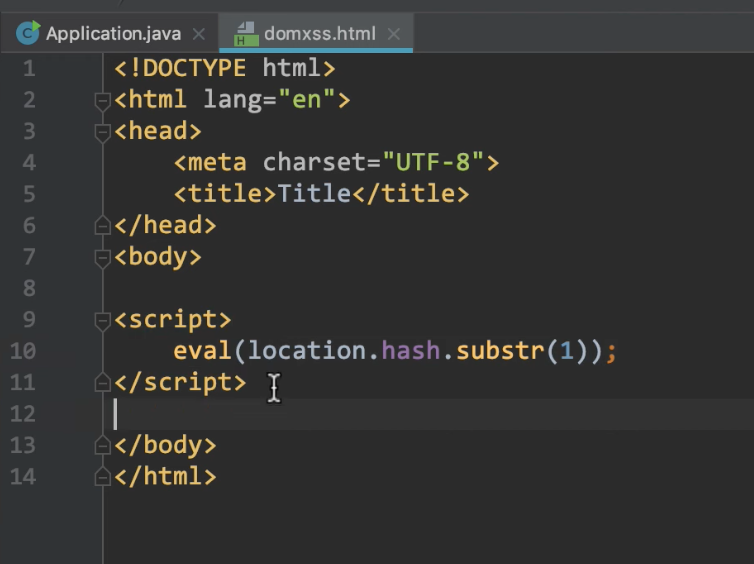 Application.java domxss.html
1 <!DOCTYPE html>
2 <html lang="en">
3 <head>
4 <meta charset="UTF-8">
5 <title>Title</title>
6 </head>
7 <body>
8
9 <script>
10 eval(location.hash.substr(1));
11 </script>
12
13 </body>
14 </html>